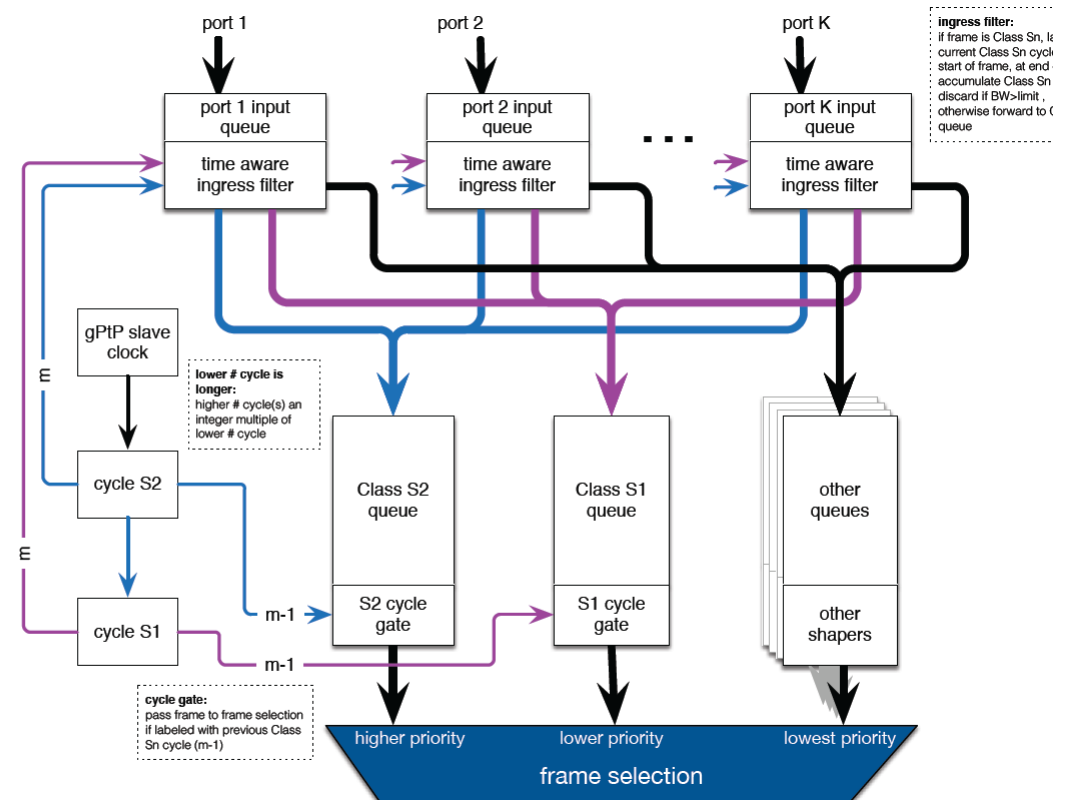 port 1
port 2
port K
ingress filter:
if frame is Class Sn,
current Class Sn
start of frame, at end
accumulate Class Sn
discard if BW>limit ,
otherwise forward to
queue
port 1 input
queue
time aware
ingress filter
port 2 input
queue
time aware
ingress filter
port K input
queue
time aware
ingress filter
gPtP slave
clock
m
lower # cycle is
longer:
higher # cycle(s) an
integer multiple of
lower # cycle
cycle S2
Class S2
queue
Class S1
queue
other
queues
m
cycle S1
m-1
S2 cycle
gate
S1 cycle
gate
other
shapers
m-1
cycle gate:
pass frame to frame selection
if labeled with previous Class
Sn cycle (m-1)
higher priority
lower priority
lowest priority
frame selection